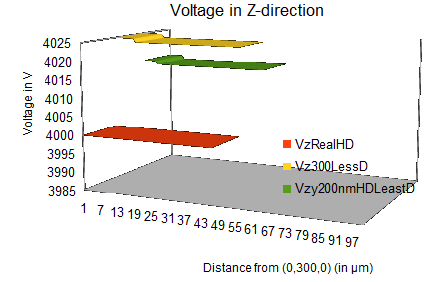 Voltage in Z-direction
Voltage in V
4025
4020
4015
4010
4005
4000
3995
3990
3985
1 7 13 19 25 31 37 43 49 55 61 67 73 79 85 91 97
VzRealHD
Vz300LessD
Vzy200nmHDLeastD
Distance from (0,300,0) (in µm)